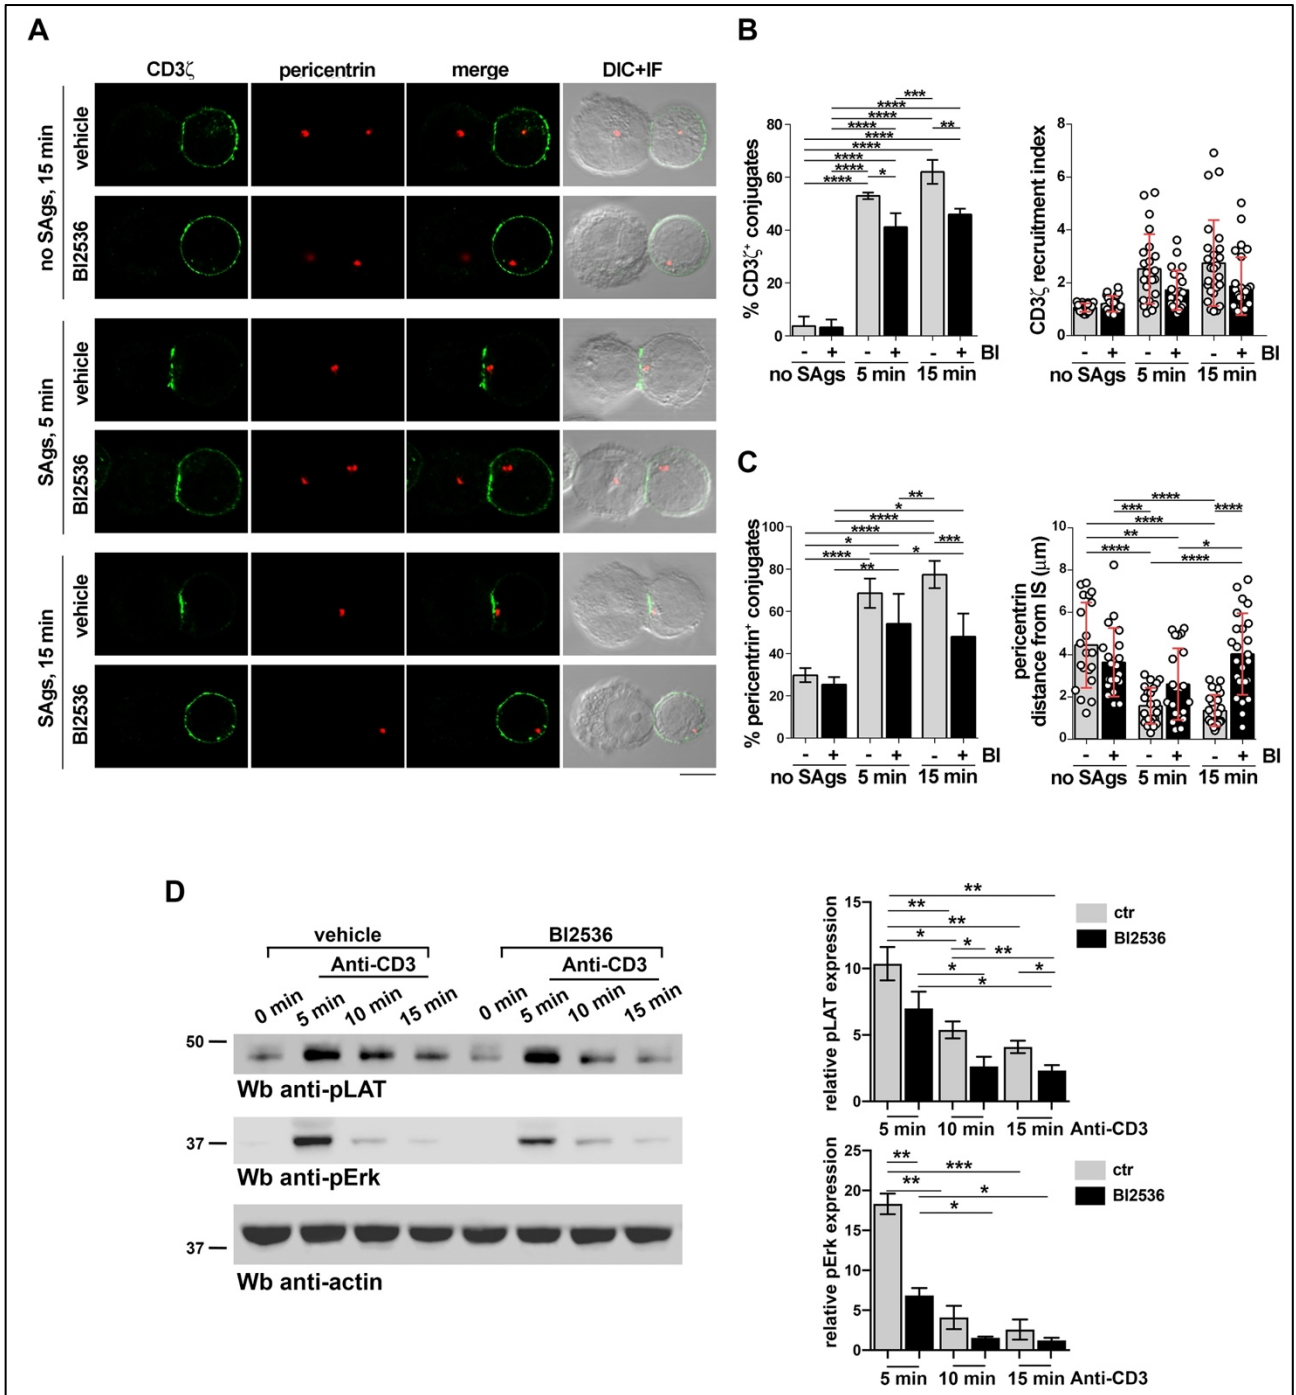 A
CD3ζ pericentrin merge DIC+IF
no SAgs, 15 min
vehicle
BI2536
SAgs, 5 min
vehicle
BI2536
SAgs, 15 min
vehicle
BI2536
B
% CD3ζ⁺ conjugates
80
60
40
20
0
*** 
****
****
**** **
****
****
****
**** *
****
- + - + - + BI
no SAgs 5 min 15 min
CD3ζ recruitment index
8
6
4
2
0
- + - + - + BI
no SAgs 5 min 15 min
C
% pericentrin⁺ conjugates
100
80
60
40
20
0
**
*
****
****
* ***
**** *
**
- + - + - + BI
no SAgs 5 min 15 min
pericentrin
distance from IS (μm)
10
8
6
4
2
0
****
*** ****
****
** *
**** ****
- + - + - + BI
no SAgs 5 min 15 min
D
vehicle BI2536
Anti-CD3 Anti-CD3
0 min 5 min 10 min 15 min 0 min 5 min 10 min 15 min
50
Wb anti-pLAT
37
Wb anti-pErk
37
Wb anti-actin
relative pLAT expression
15
10
5
0
**
**
**
* * **
* *
*
ctr
BI2536
5 min 10 min 15 min Anti-CD3
relative pErk expression
25
20
15
10
5
0
**
***
** *
*
ctr
BI2536
5 min 10 min 15 min Anti-CD3